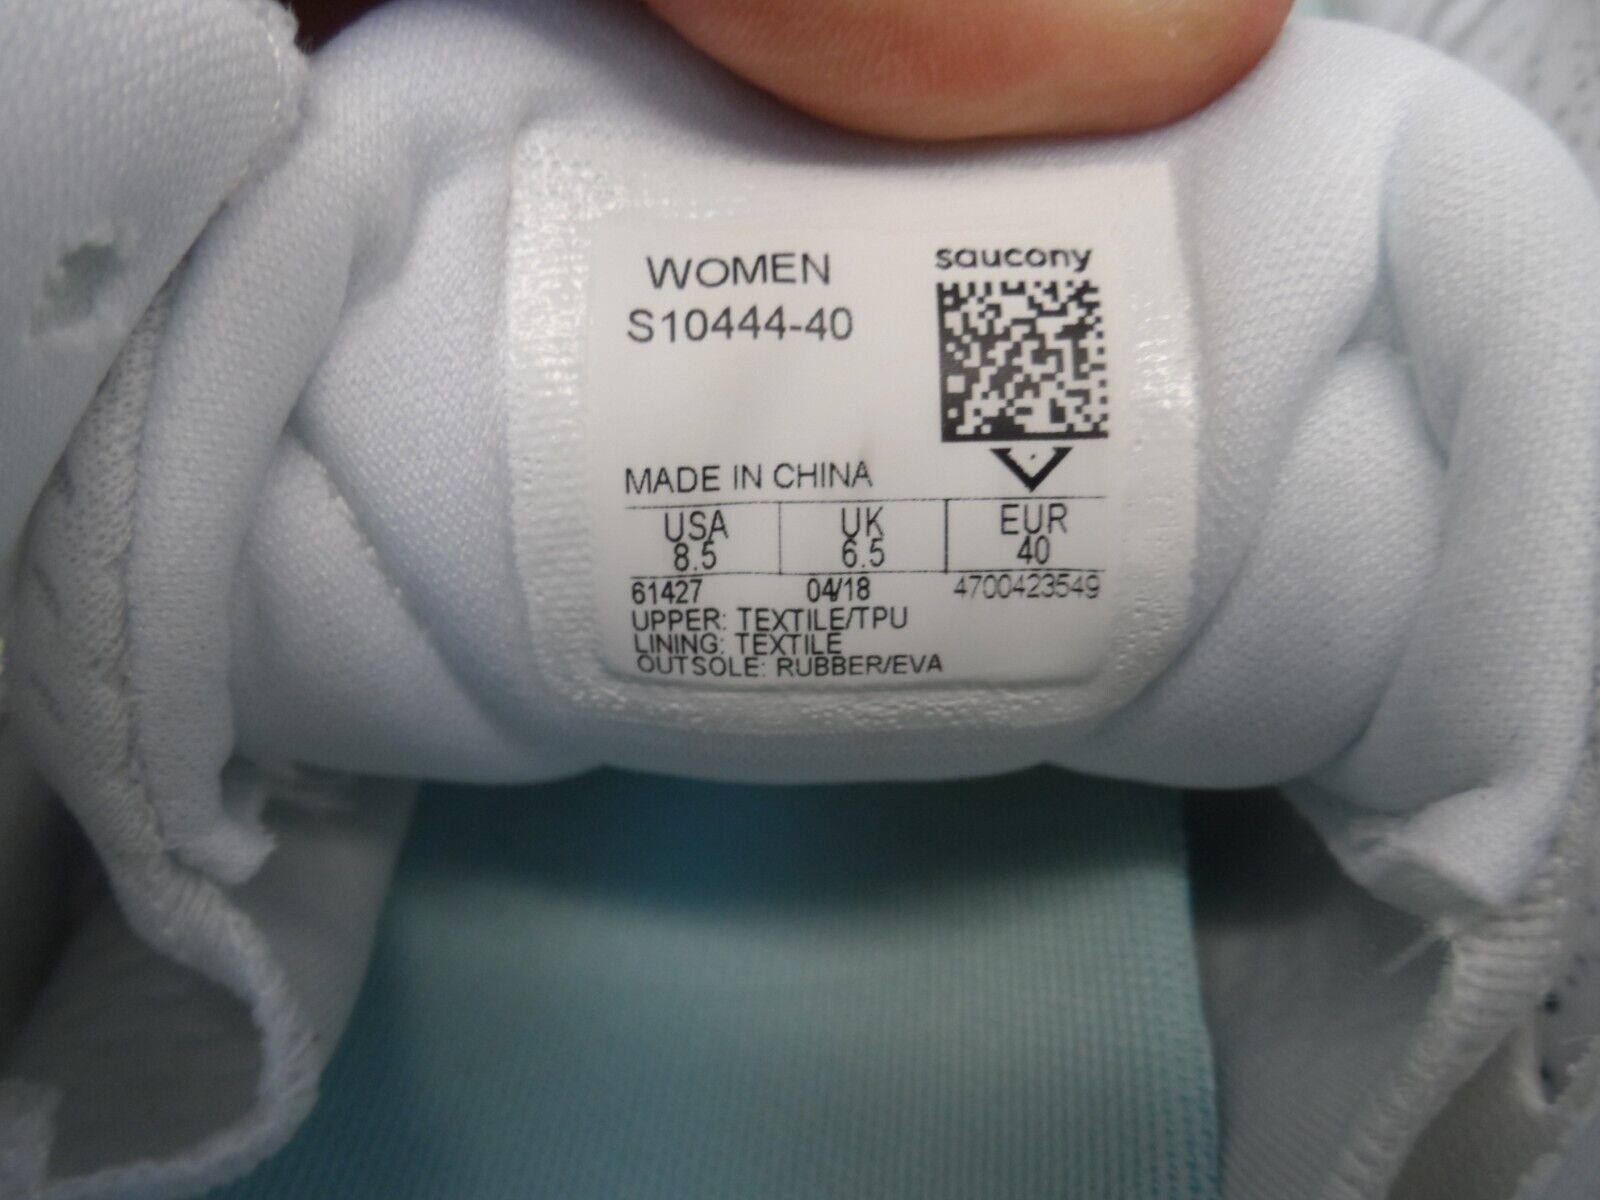 WOMEN
S10444-40
saucony
MADE IN CHINA
USA UK EUR
8.5 6.5 40
61427 04/18 4700423549
UPPER: TEXTILE/TPU
LINING: TEXTILE
OUTSOLE: RUBBER/EVA